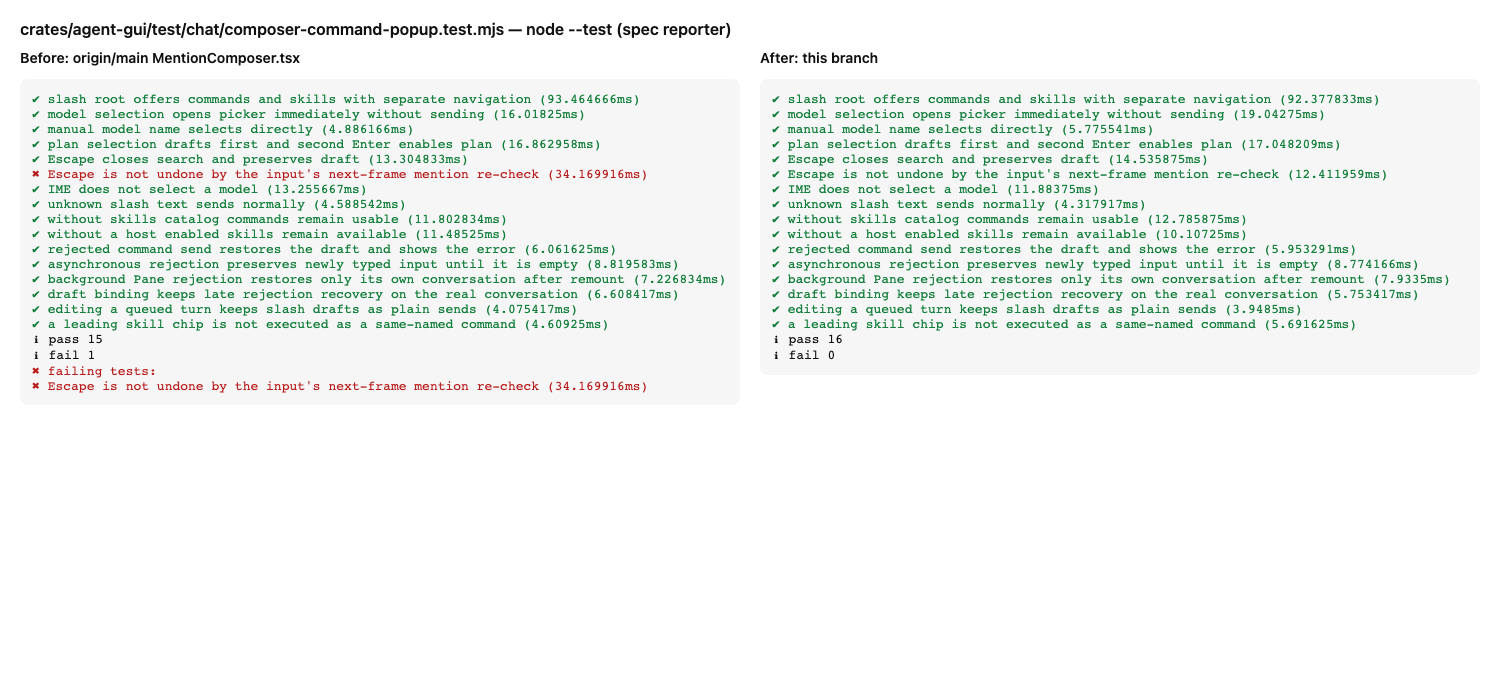 crates/agent-gui/test/chat/composer-command-popup.test.mjs — node --test (spec reporter)
Before: origin/main MentionComposer.tsx
✔ slash root offers commands and skills with separate navigation (93.464666ms)
✔ model selection opens picker immediately without sending (16.01825ms)
✔ manual model name selects directly (4.886166ms)
✔ plan selection drafts first and second Enter enables plan (16.862958ms)
✔ Escape closes search and preserves draft (13.304833ms)
✖ Escape is not undone by the input's next-frame mention re-check (34.169916ms)
✔ IME does not select a model (13.255667ms)
✔ unknown slash text sends normally (4.588542ms)
✔ without skills catalog commands remain usable (11.802834ms)
✔ without a host enabled skills remain available (11.48525ms)
✔ rejected command send restores the draft and shows the error (6.061625ms)
✔ asynchronous rejection preserves newly typed input until it is empty (8.819583ms)
✔ background Pane rejection restores only its own conversation after remount (7.226834ms)
✔ draft binding keeps late rejection recovery on the real conversation (6.608417ms)
✔ editing a queued turn keeps slash drafts as plain sends (4.075417ms)
✔ a leading skill chip is not executed as a same-named command (4.60925ms)
ℹ pass 15
ℹ fail 1
✖ failing tests:
✖ Escape is not undone by the input's next-frame mention re-check (34.169916ms)
After: this branch
✔ slash root offers commands and skills with separate navigation (92.377833ms)
✔ model selection opens picker immediately without sending (19.04275ms)
✔ manual model name selects directly (5.775541ms)
✔ plan selection drafts first and second Enter enables plan (17.048209ms)
✔ Escape closes search and preserves draft (14.535875ms)
✔ Escape is not undone by the input's next-frame mention re-check (12.411959ms)
✔ IME does not select a model (11.88375ms)
✔ unknown slash text sends normally (4.317917ms)
✔ without skills catalog commands remain usable (12.785875ms)
✔ without a host enabled skills remain available (10.10725ms)
✔ rejected command send restores the draft and shows the error (5.953291ms)
✔ asynchronous rejection preserves newly typed input until it is empty (8.774166ms)
✔ background Pane rejection restores only its own conversation after remount (7.9335ms)
✔ draft binding keeps late rejection recovery on the real conversation (5.753417ms)
✔ editing a queued turn keeps slash drafts as plain sends (3.9485ms)
✔ a leading skill chip is not executed as a same-named command (5.691625ms)
ℹ pass 16
ℹ fail 0